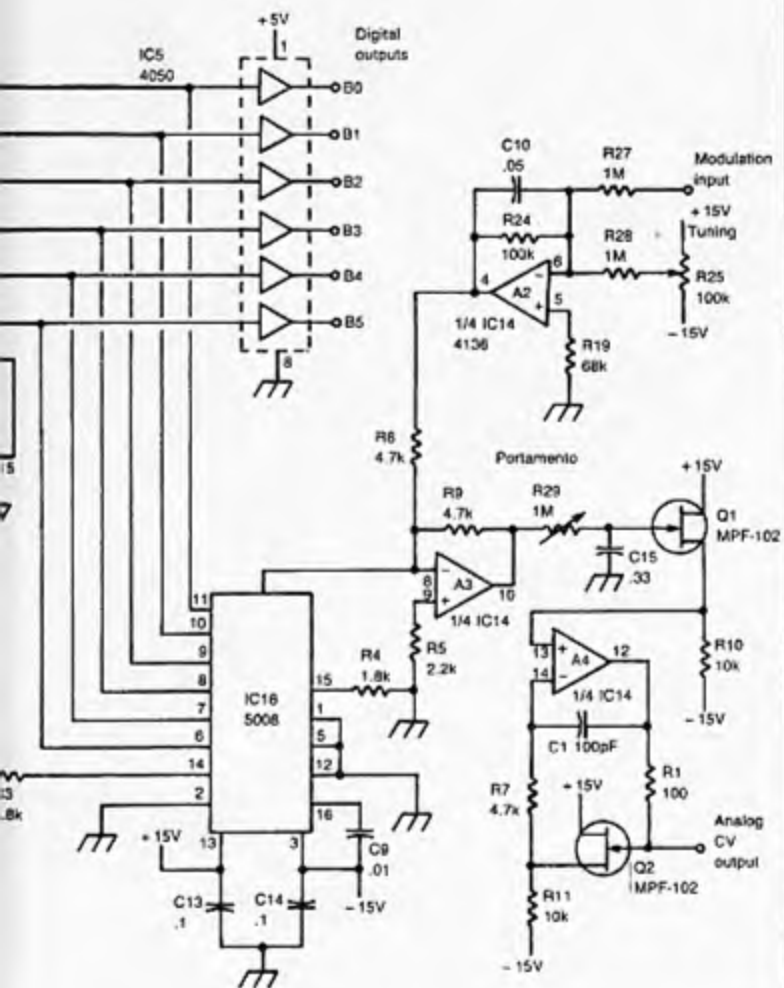 +5V
1
Digital
outputs
IC5
4050
B0
B1
B2
B3
B4
B5
8
C10
.05
R27
1M
Modulation
input
R24
100k
R28
1M
+15V
Tuning
R25
100k
-15V
4
6
5
A2
-
+
1/4 IC14
4136
R19
68k
R6
4.7k
Portamento
R9
4.7k
R29
1M
+15V
Q1
MPF-102
C15
.33
8
9
-
+
A3
10
1/4 IC14
R5
2.2k
R4
1.8k
13
14
+
-
A4
12
1/4 IC14
R10
10k
-15V
C1 100pF
R7
4.7k
+15V
R1
100
Analog
CV
output
Q2
MPF-102
R11
10k
-15V
11
10
9
8
7
6
14
2
13
3
15
1
5
12
16
IC16
5008
.8k
+15V
C9
.01
-15V
C13
.1
C14
.1